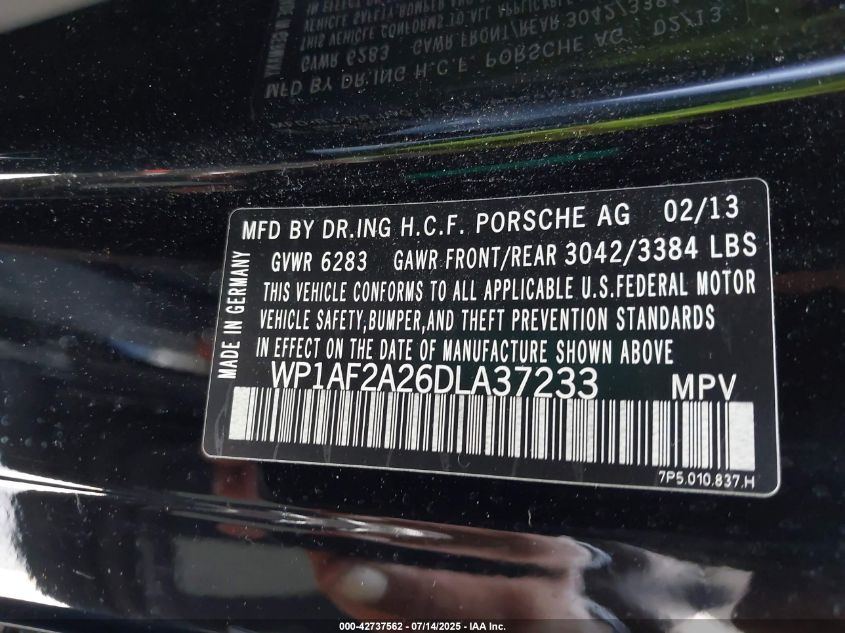 MFD BY DR.ING H.C.F. PORSCHE AG 02/13
GVWR 6283 GAWR FRONT/REAR 3042/3384 LBS
THIS VEHICLE CONFORMS TO ALL APPLICABLE U.S.FEDERAL MOTOR
VEHICLE SAFETY,BUMPER,AND THEFT PREVENTION STANDARDS
IN EFFECT ON THE DATE OF MANUFACTURE SHOWN ABOVE
MADE IN GERMANY
WP1AF2A26DLA37233 MPV
7P5.010.837.H
000-42737562 - 07/14/2025 - IAA Inc.